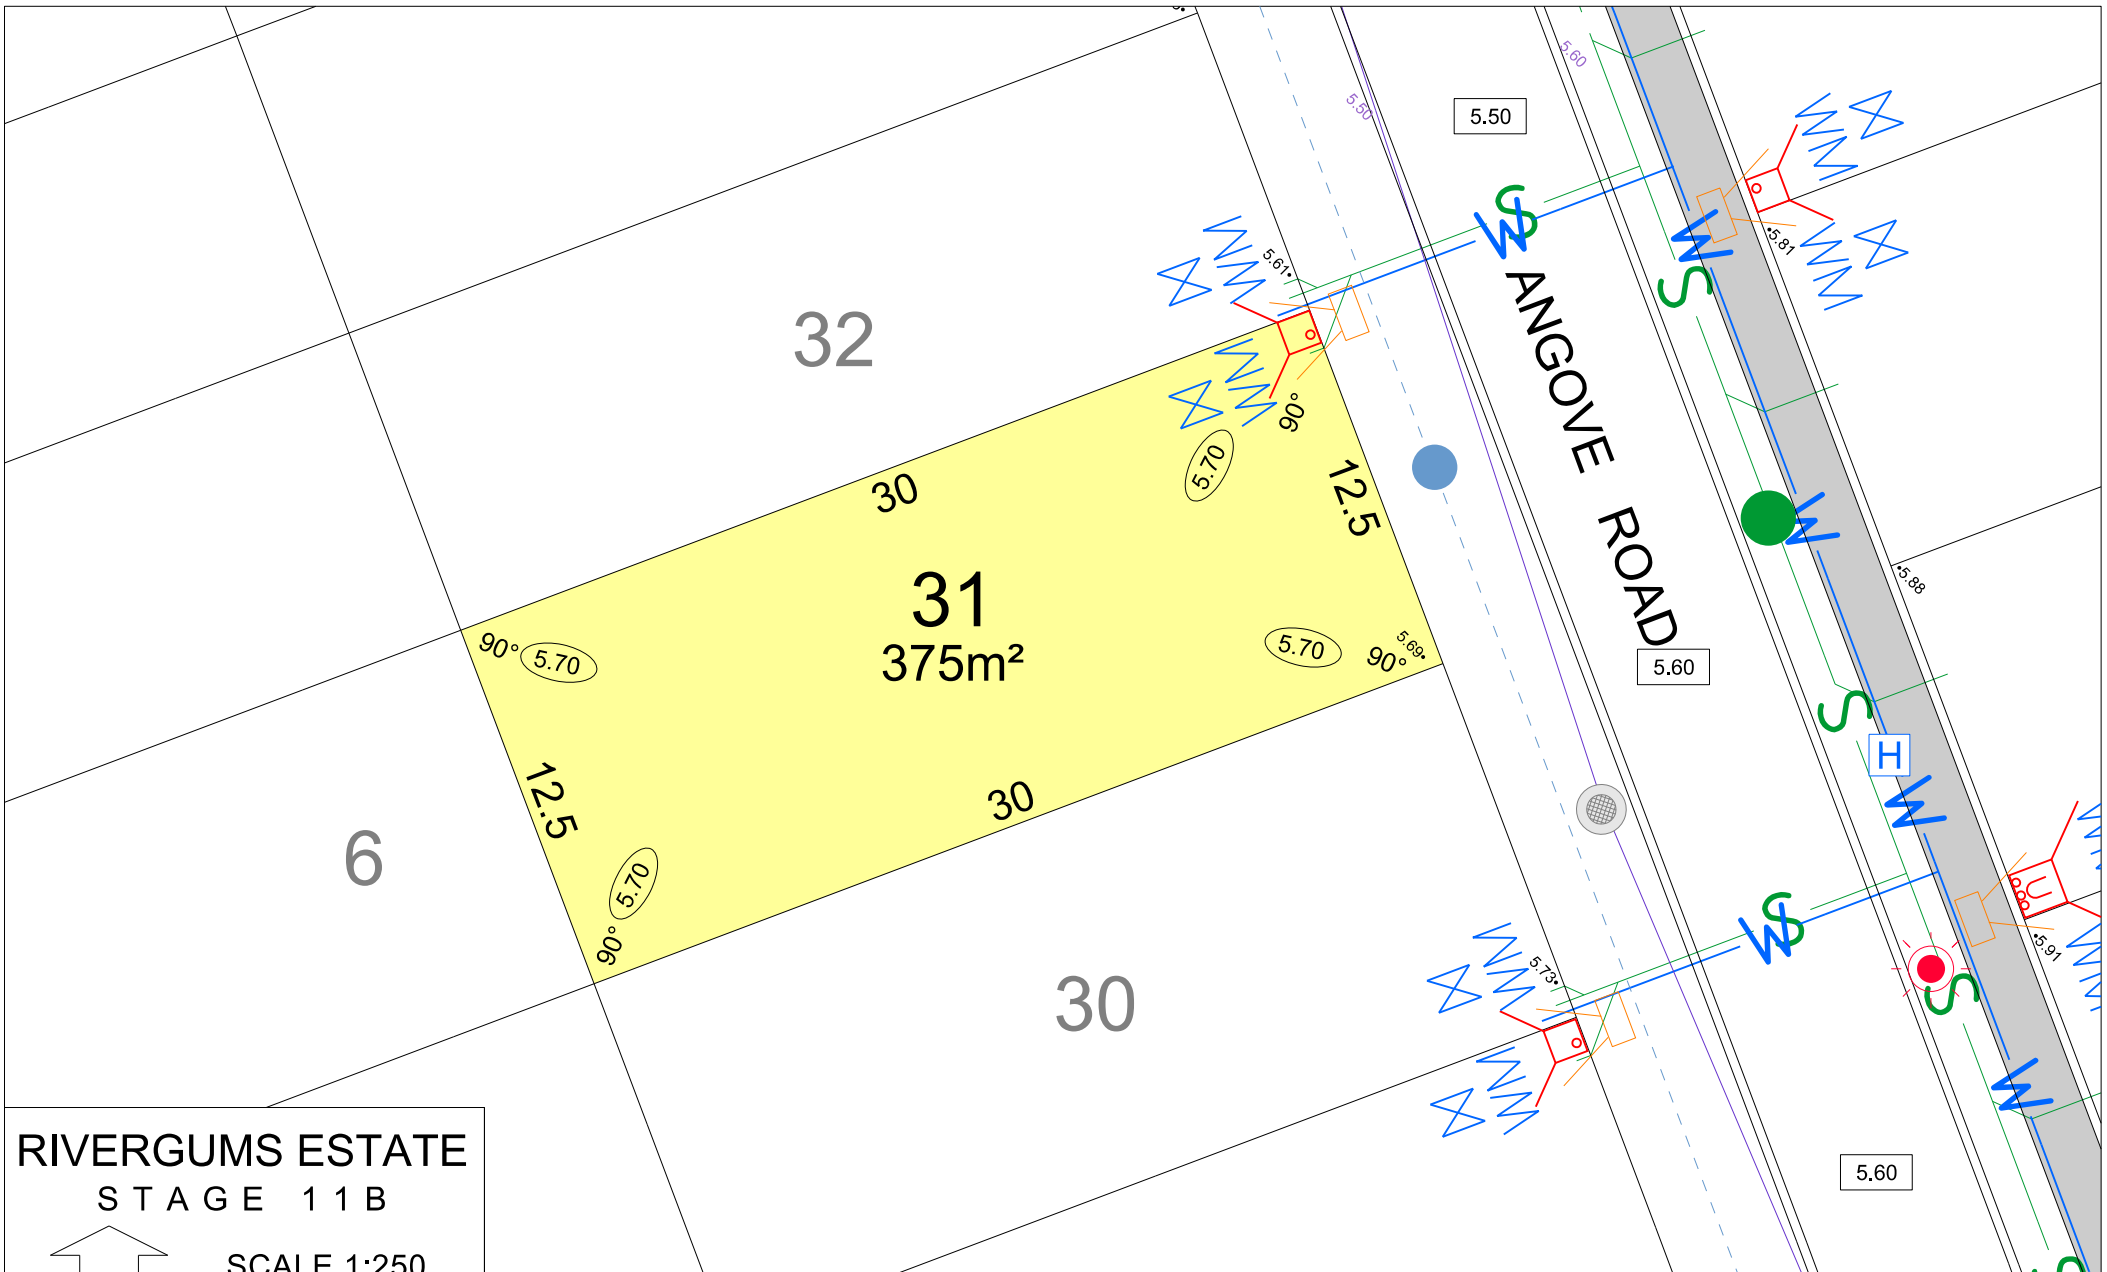 5.60
5.50
5.50
W
W
S
W
W
5.81
W
W
5.61
W
W
S
W
ANGOVE ROAD
32
W
W
90°
5.70
30
12.5
W
5.88
31
375m²
90°
5.70
5.70
90°
5.69
5.60
S
H
W
12.5
30
6
5.70
90°
W
S
U
5.91
W
W
5.73
S
30
W
W
W
RIVERGUMS ESTATE
STAGE 11B
5.60
SCALE 1:250
S